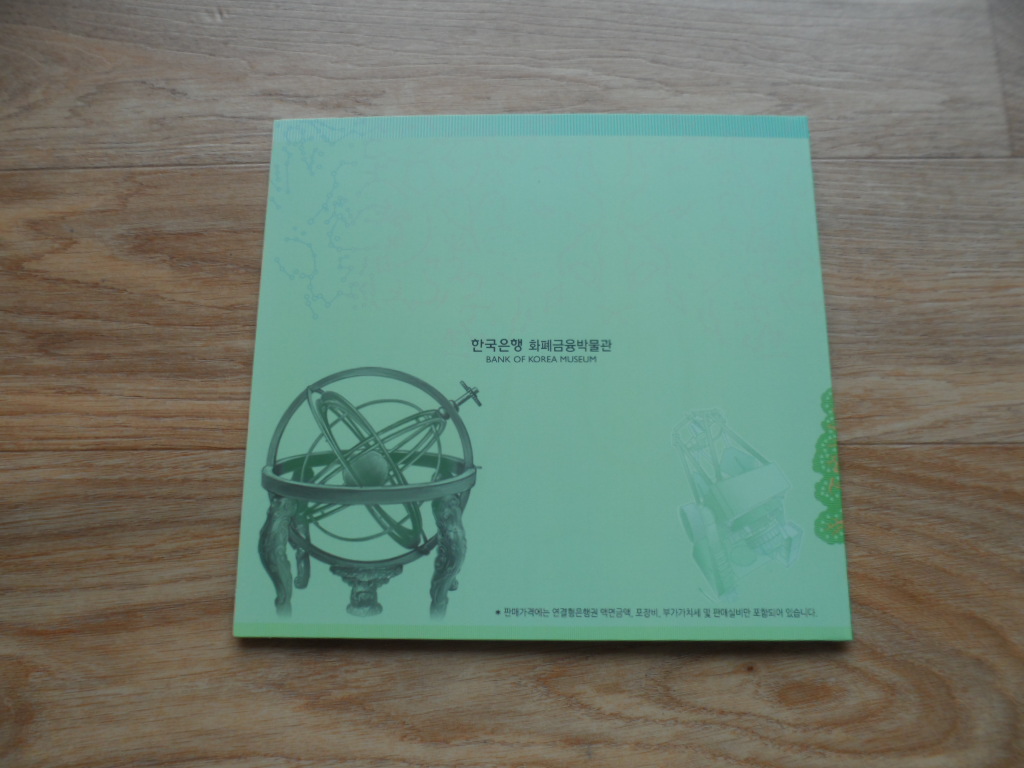 한국은행 화폐금융박물관
BANK OF KOREA MUSEUM
* 판매가격에는 연결형은행권 액면금액, 포장비, 부가가치세 및 판매실비만 포함되어 있습니다.